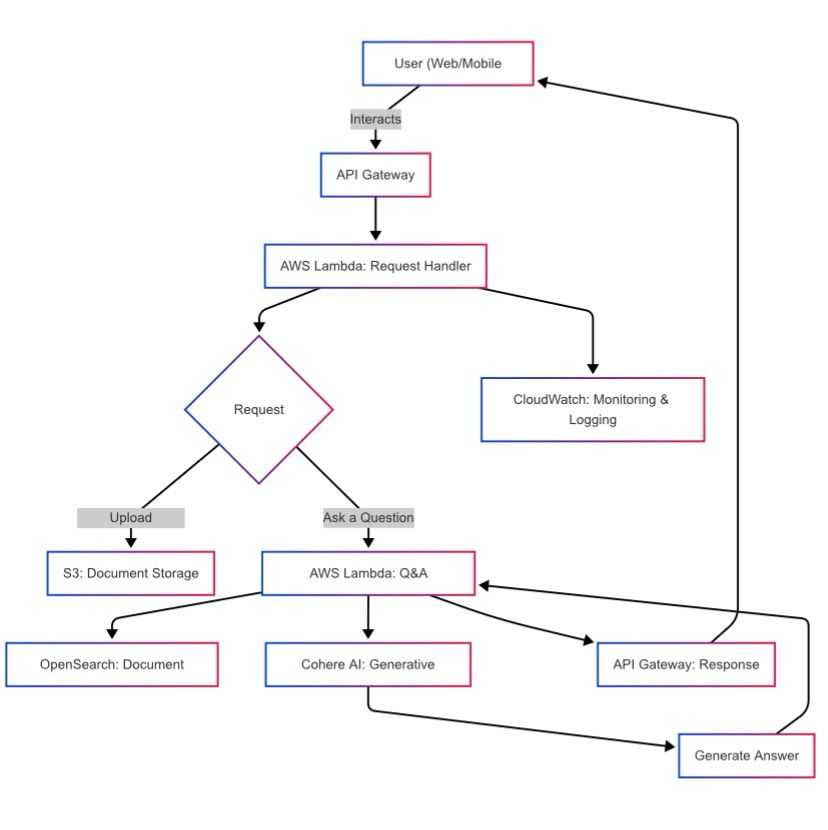 User (Web/Mobile
Interacts
API Gateway
AWS Lambda: Request Handler
Request
CloudWatch: Monitoring &
Logging
Upload
Ask a Question
S3: Document Storage
AWS Lambda: Q&A
OpenSearch: Document
Cohere AI: Generative
API Gateway: Response
Generate Answer